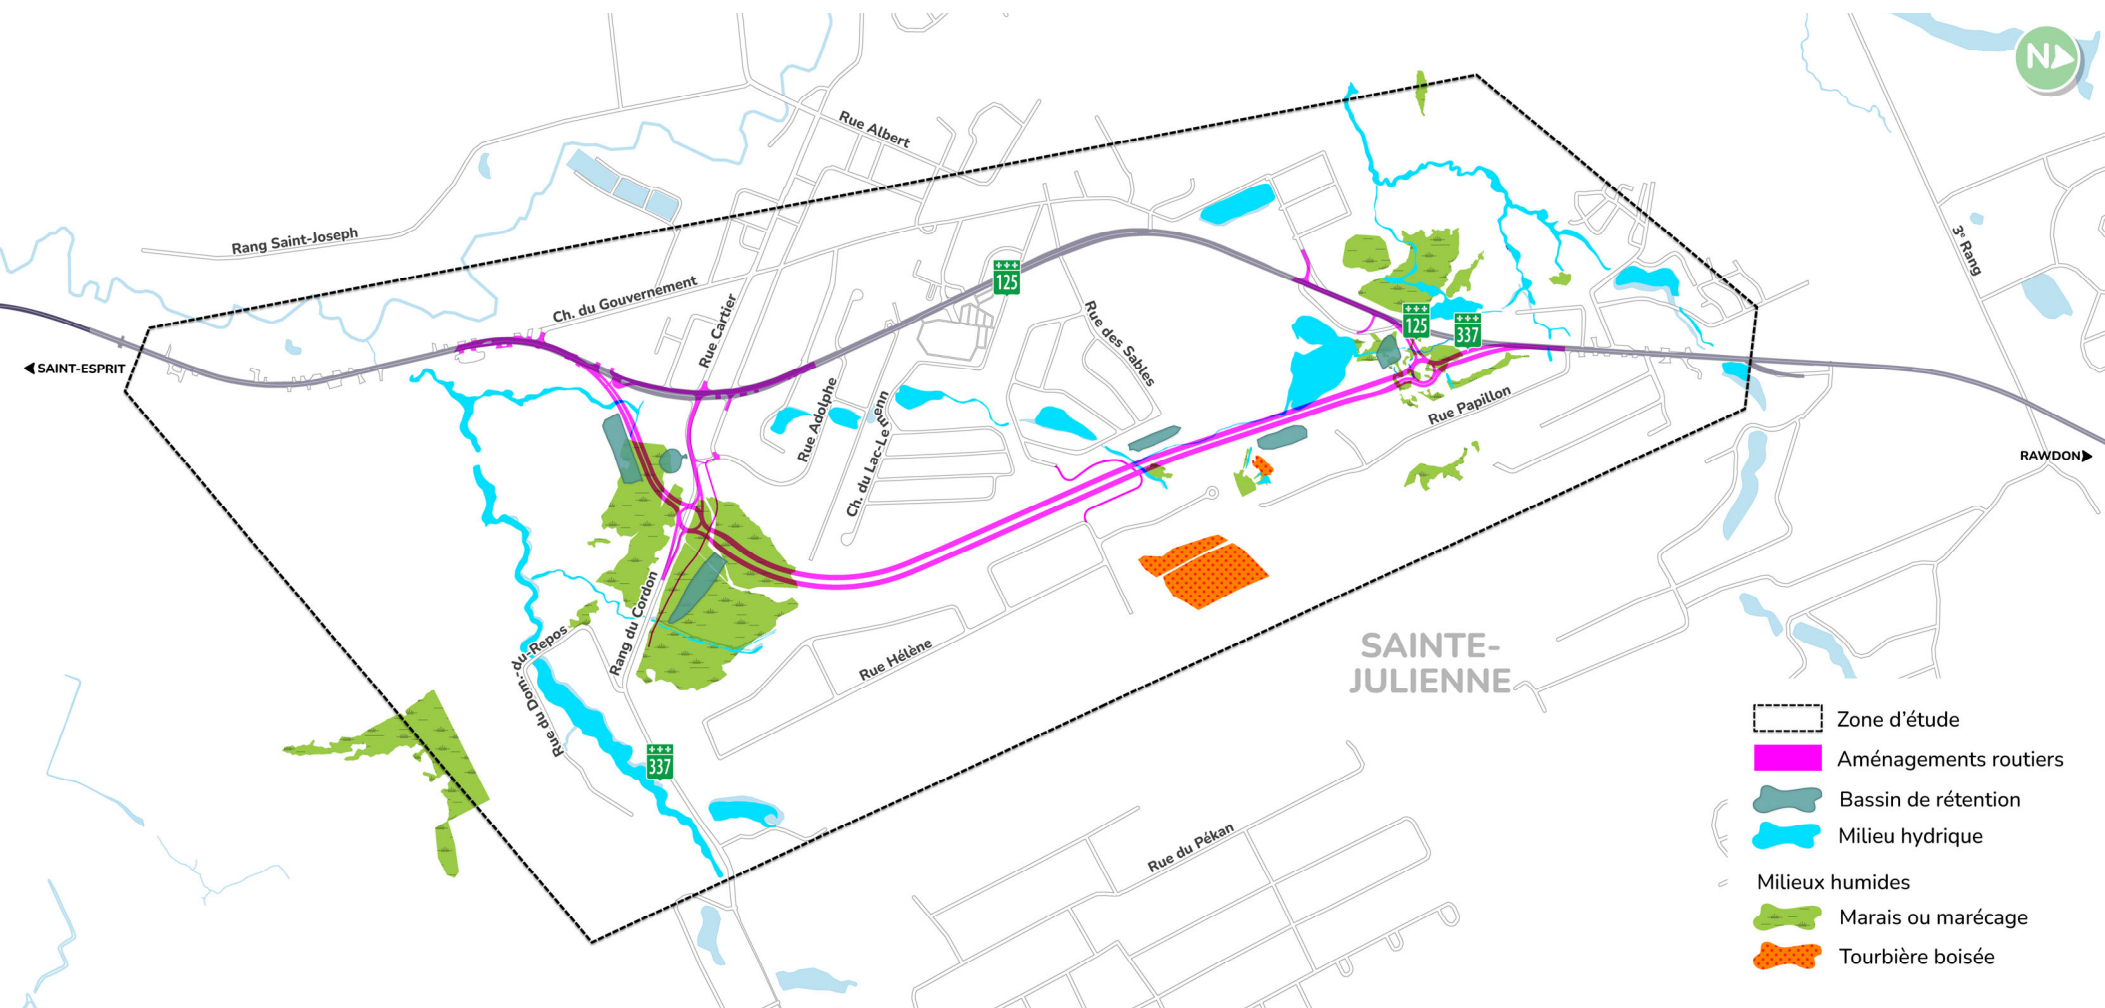 N
Rue Albert
Rang Saint-Joseph
3e Rang
Ch. du Gouvernement
125
Rue Cartier
Rue des Sables
125
337
SAINT-ESPRIT
Rue Adolphe
Ch. du Lac-Le enn
Rue Papillon
RAWDON
Rang du Cordon
Rue du Dom.-du-Repos
Rue Hélène
SAINTE-
JULIENNE
337
Rue du Pékan
Zone d'étude
Aménagements routiers
Bassin de rétention
Milieu hydrique
Milieux humides
Marais ou marécage
Tourbière boisée